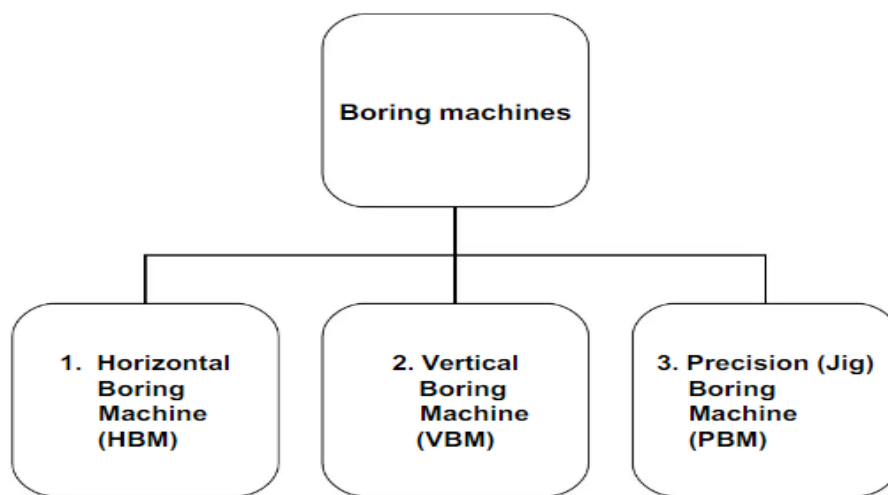 Boring machines
1. Horizontal
Boring
Machine
(HBM)
2. Vertical
Boring
Machine
(VBM)
3. Precision (Jig)
Boring
Machine
(PBM)